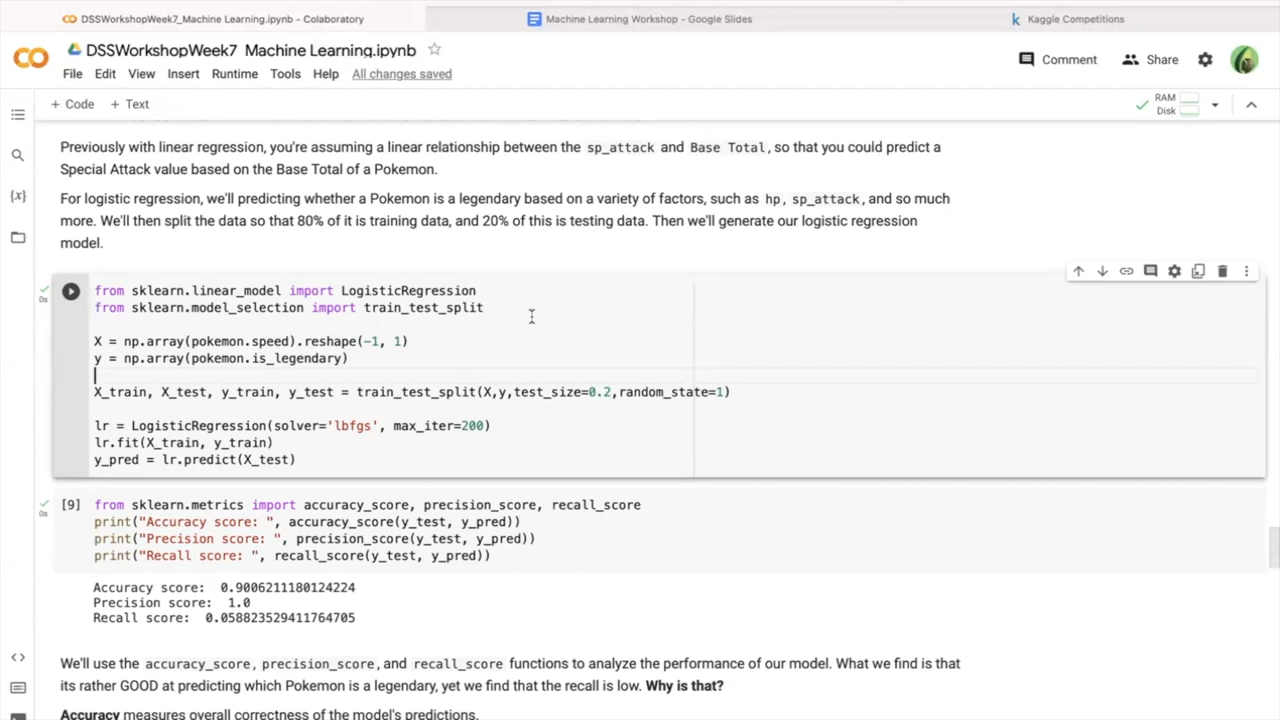 DSSWorkshopWeek7_Machine Learning.ipynb - Colaboratory
Machine Learning Workshop - Google Slides
Kaggle Competitions
DSSWorkshopWeek7 Machine Learning.ipynb
Comment
Share
File Edit View Insert Runtime Tools Help All changes saved
+ Code + Text
RAM
Disk
Previously with linear regression, you're assuming a linear relationship between the sp_attack and Base Total, so that you could predict a
Special Attack value based on the Base Total of a Pokemon.
For logistic regression, we'll predicting whether a Pokemon is a legendary based on a variety of factors, such as hp, sp_attack, and so much
more. We'll then split the data so that 80% of it is training data, and 20% of this is testing data. Then we'll generate our logistic regression
model.
0s
from sklearn.linear_model import LogisticRegression
from sklearn.model_selection import train_test_split
X = np.array(pokemon.speed).reshape(-1, 1)
y = np.array(pokemon.is_legendary)
X_train, X_test, y_train, y_test = train_test_split(X,y,test_size=0.2,random_state=1)
lr = LogisticRegression(solver='lbfgs', max_iter=200)
lr.fit(X_train, y_train)
y_pred = lr.predict(X_test)
0s
[9] from sklearn.metrics import accuracy_score, precision_score, recall_score
print("Accuracy score: ", accuracy_score(y_test, y_pred))
print("Precision score: ", precision_score(y_test, y_pred))
print("Recall score: ", recall_score(y_test, y_pred))
Accuracy score:  0.9006211180124224
Precision score:  1.0
Recall score:  0.058823529411764705
We'll use the accuracy_score, precision_score, and recall_score functions to analyze the performance of our model. What we find is that
its rather GOOD at predicting which Pokemon is a legendary, yet we find that the recall is low. Why is that?
Accuracy measures overall correctness of the model's predictions.